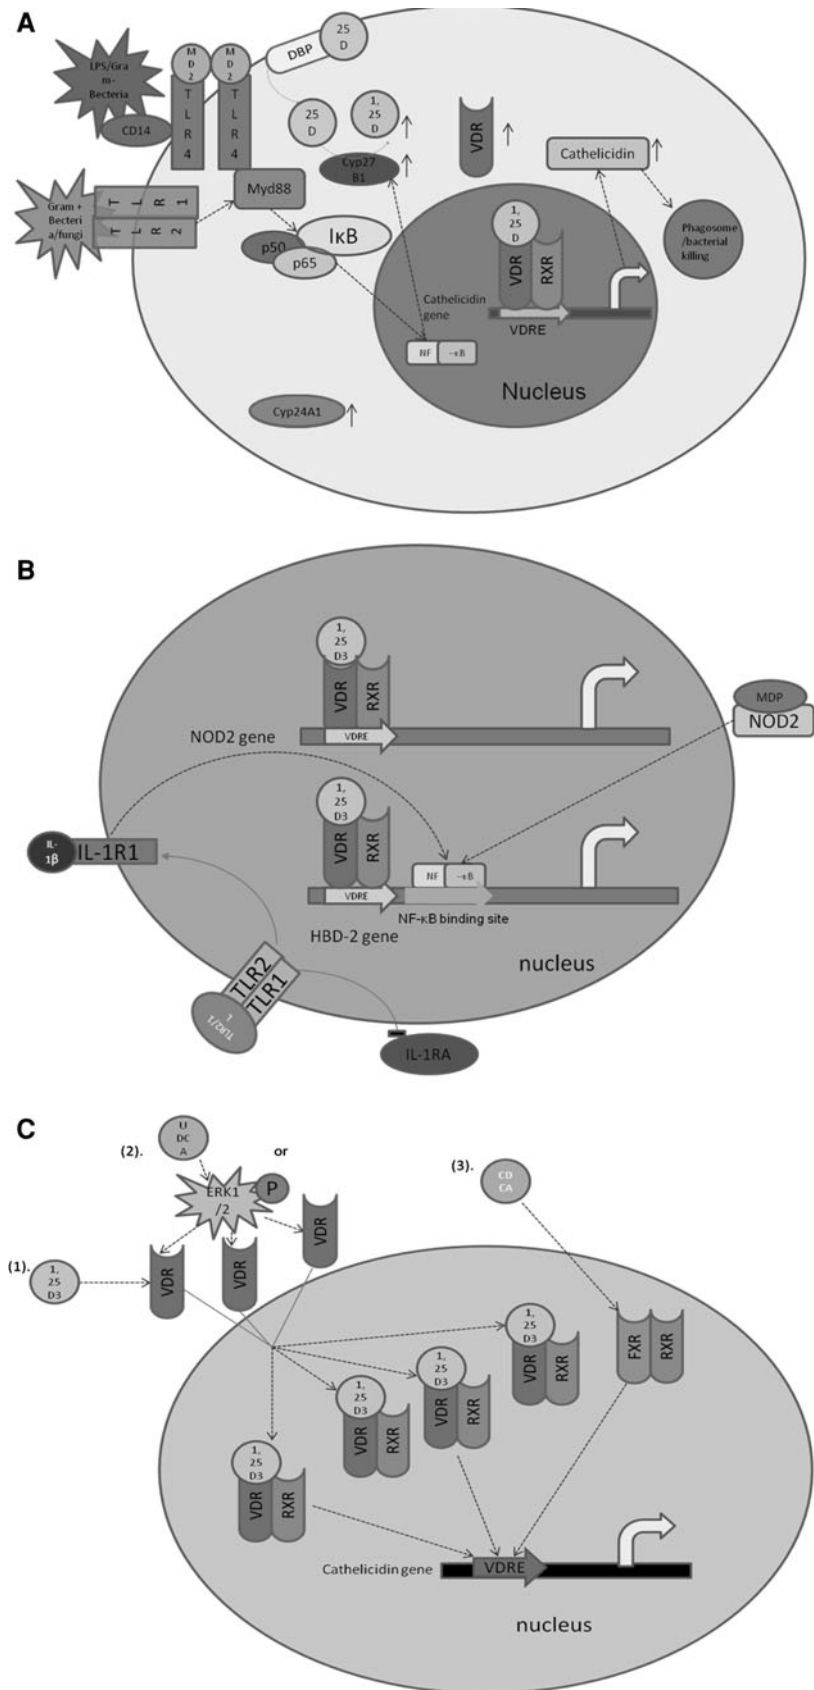 A
LPS/Gra
m-
Becteria
CD14
M
D
2
M
D
2
T
L
R
4
T
L
R
4
DBP
25
D
25
D
1,
25
D
Cyp27
B1
VDR
Cathelicidin
Phagosome
/bacterial
killing
Gram +
Becteri
a/fungi
T L R 1
T L R 2
Myd88
IκB
p50
p65
1,
25
D
VDR
RXR
VDRE
Cathelicidin
gene
NF
-κB
Nucleus
Cyp24A1
B
1,
25
D3
VDR
RXR
VDRE
NOD2 gene
MDP
NOD2
1,
25
D3
VDR
RXR
VDRE
NF
-κB
NF-κB binding site
HBD-2 gene
IL-
1β
IL-1R1
nucleus
TLR2
TLR1
TLR2/1
L
IL-1RA
C
(2).
U
DC
A
or
ERK1
/2
P
(3).
CD
CA
(1).
1,
25
D3
VDR
VDR
VDR
1,
25
D3
VDR
RXR
FXR
RXR
1,
25
D3
VDR
RXR
1,
25
D3
VDR
RXR
1,
25
D3
VDR
RXR
Cathelicidin gene
VDRE
nucleus